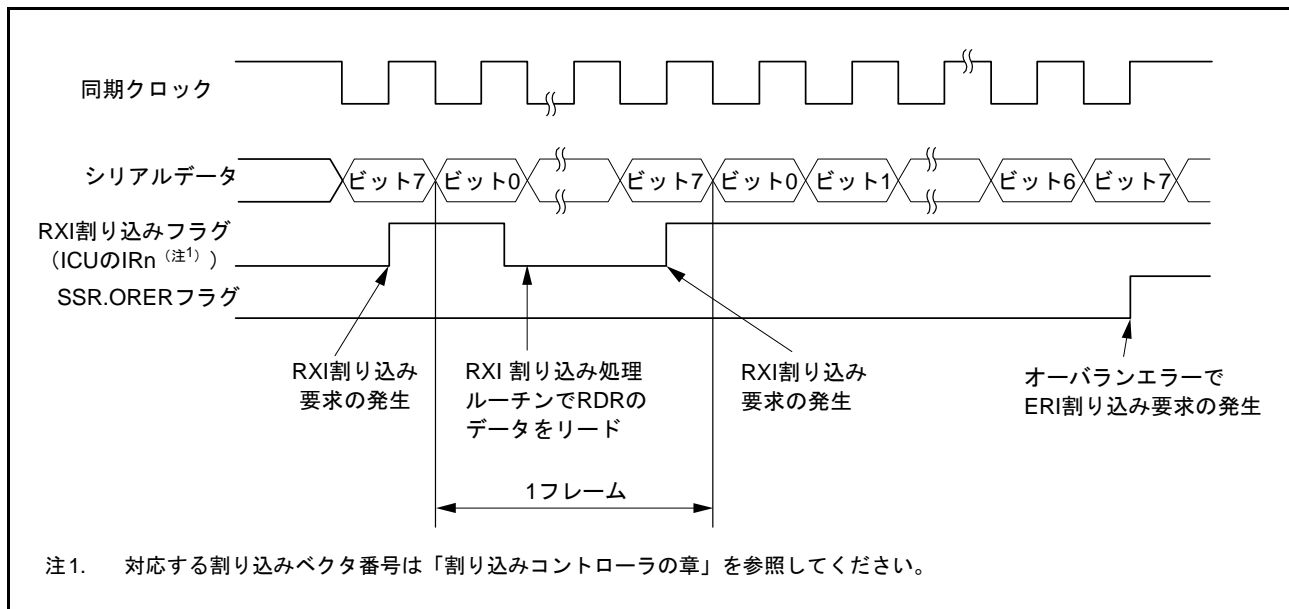 同期クロック
シリアルデータ
ビット7 ビット0 ビット7 ビット0 ビット1 ビット6 ビット7
RXI割り込みフラグ
(ICUのIRn (注1) )
SSR.ORERフラグ
RXI割り込み
要求の発生
RXI 割り込み処理
ルーチンでRDRの
データをリード
RXI割り込み
要求の発生
オーバランエラーで
ERI割り込み要求の発生
1フレーム
注1. 対応する割り込みベクタ番号は「割り込みコントローラの章」を参照してください。